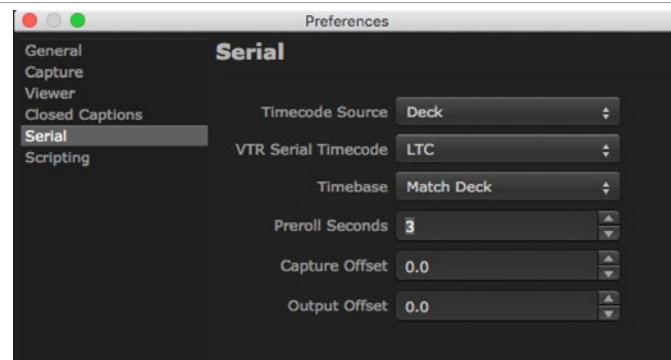 Preferences
General
Capture
Viewer
Closed Captions
Serial
Scripting
Serial
Timecode Source Deck
VTR Serial Timecode LTC
Timebase Match Deck
Preroll Seconds 3
Capture Offset 0.0
Output Offset 0.0